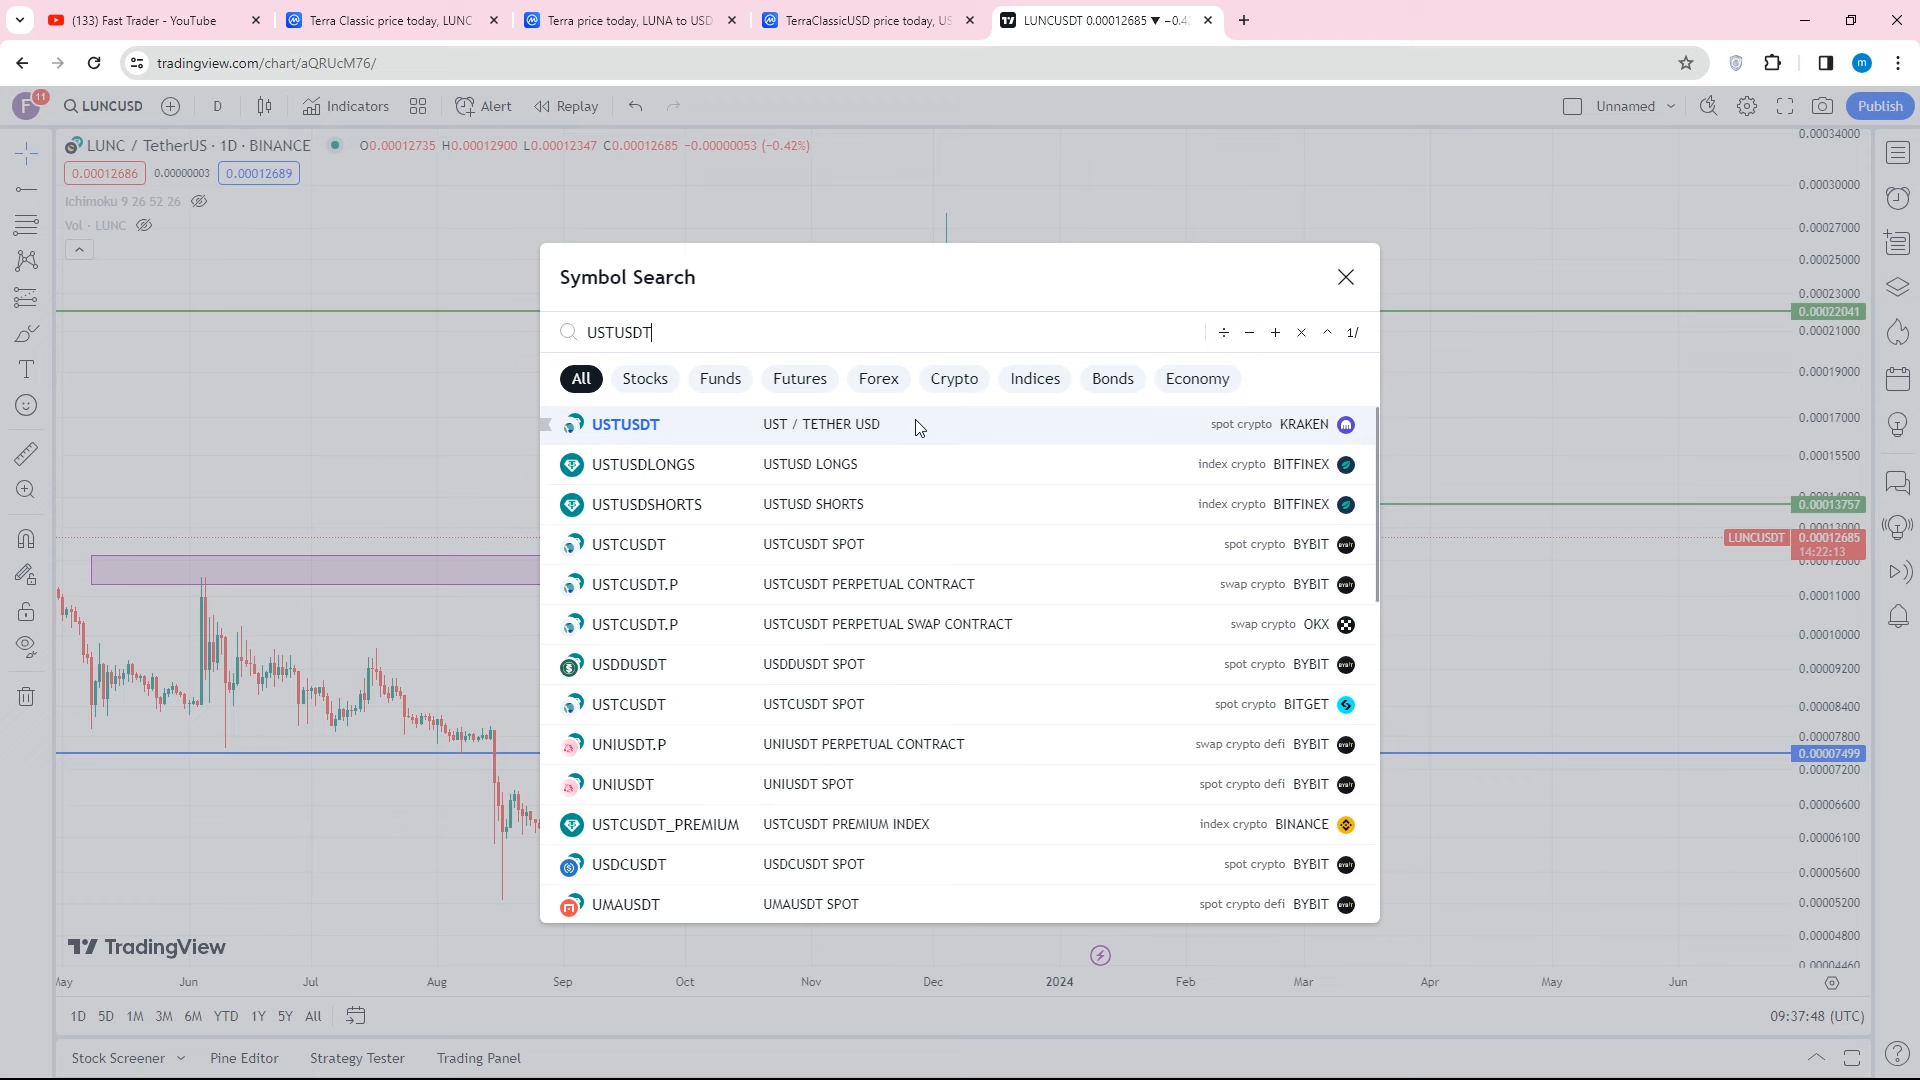 (133) Fast Trader - YouTube
Terra Classic price today, LUNC
Terra price today, LUNA to USD
TerraClassicUSD price today, US
LUNCUSDT 0.00012685 ▼ −0.4
tradingview.com/chart/aQRUcM76/
m
F
11
LUNCUSD
D
Indicators
Alert
Replay
Unnamed
Publish
LUNC / TetherUS · 1D · BINANCE
O0.00012735 H0.00012900 L0.00012347 C0.00012685 −0.00000053 (−0.42%)
0.00012686 0.00000003 0.00012689
Ichimoku 9 26 52 26
Vol · LUNC
Symbol Search
USTUSDT
1/
All Stocks Funds Futures Forex Crypto Indices Bonds Economy
USTUSDT UST / TETHER USD spot crypto KRAKEN
USTUSDLONGS USTUSD LONGS index crypto BITFINEX
USTUSDSHORTS USTUSD SHORTS index crypto BITFINEX
USTCUSDT USTCUSDT SPOT spot crypto BYBIT
USTCUSDT.P USTCUSDT PERPETUAL CONTRACT swap crypto BYBIT
USTCUSDT.P USTCUSDT PERPETUAL SWAP CONTRACT swap crypto OKX
USDDUSDT USDDUSDT SPOT spot crypto BYBIT
USTCUSDT USTCUSDT SPOT spot crypto BITGET
UNIUSDT.P UNIUSDT PERPETUAL CONTRACT swap crypto defi BYBIT
UNIUSDT UNIUSDT SPOT spot crypto defi BYBIT
USTCUSDT_PREMIUM USTCUSDT PREMIUM INDEX index crypto BINANCE
USDCUSDT USDCUSDT SPOT spot crypto BYBIT
UMAUSDT UMAUSDT SPOT spot crypto defi BYBIT
0.00034000
0.00030000
0.00027000
0.00025000
0.00023000
0.00022041
0.00021000
0.00019000
0.00017000
0.00015500
0.00013757
0.00013000
LUNCUSDT 0.00012685
14:22:13
0.00012000
0.00011000
0.00010000
0.00009200
0.00008400
0.00007800
0.00007499
0.00007200
0.00006600
0.00006100
0.00005600
0.00005200
0.00004800
0.00004460
TradingView
May Jun Jul Aug Sep Oct Nov Dec 2024 Feb Mar Apr May Jun
1D 5D 1M 3M 6M YTD 1Y 5Y All
09:37:48 (UTC)
Stock Screener Pine Editor Strategy Tester Trading Panel